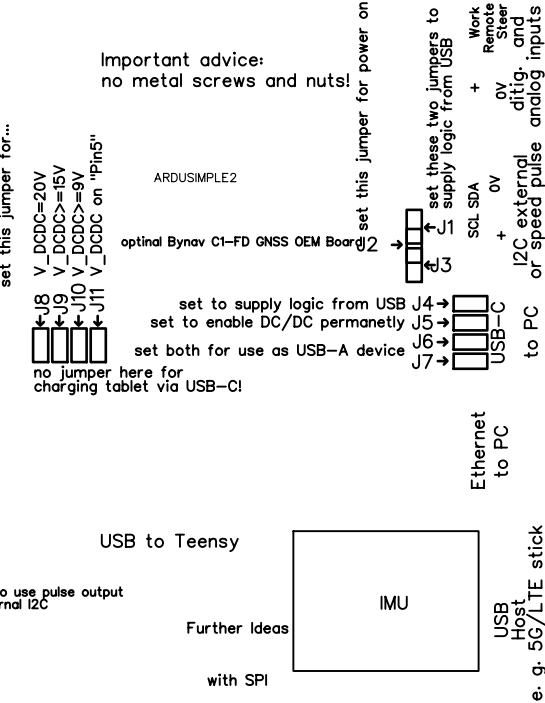 Important advice:
no metal screws and nuts!
set this jumper for power on
set these two jumpers to
supply logic from USB
Work
Remote
Steer
+
0V
ditig. and
analog inputs
set this jumper for...
J8 V_DCDC=20V
J9 V_DCDC>=15V
J10 V_DCDC>=9V
J11 V_DCDC on "Pin5"
ARDUSIMPLE2
optinal Bynav C1-FD GNSS OEM Board
J2
J1
J3
SCL SDA
+
0V
I2C external
or speed pulse
set to supply logic from USB J4
set to enable DC/DC permanetly J5
set both for use as USB-A device
J6
J7
USB-C
to PC
no jumper here for
charging tablet via USB-C!
Ethernet
to PC
USB to Teensy
o use pulse output
rnal I2C
IMU
Further Ideas
with SPI
USB
Host
e. g. 5G/LTE stick